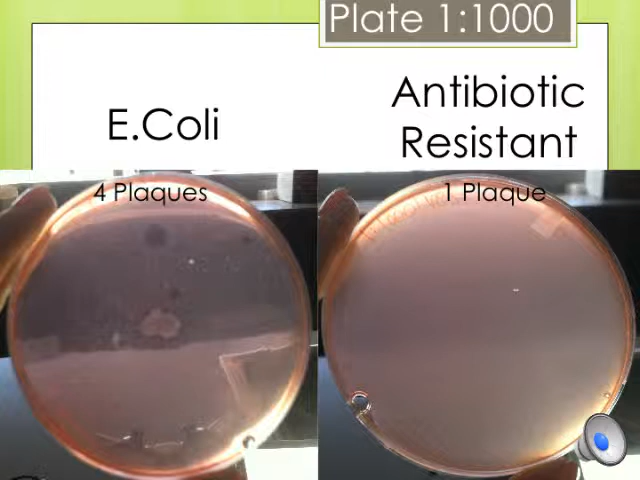 Plate 1:1000
E.Coli
Antibiotic
Resistant
4 Plaques
1 Plaque